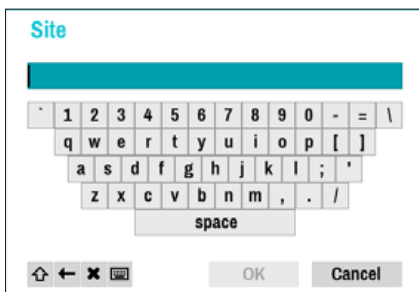 Site
` 1 2 3 4 5 6 7 8 9 0 - = \
q w e r t y u i o p [ ]
a s d f g h j k l ; '
z x c v b n m , . /
space
OK Cancel